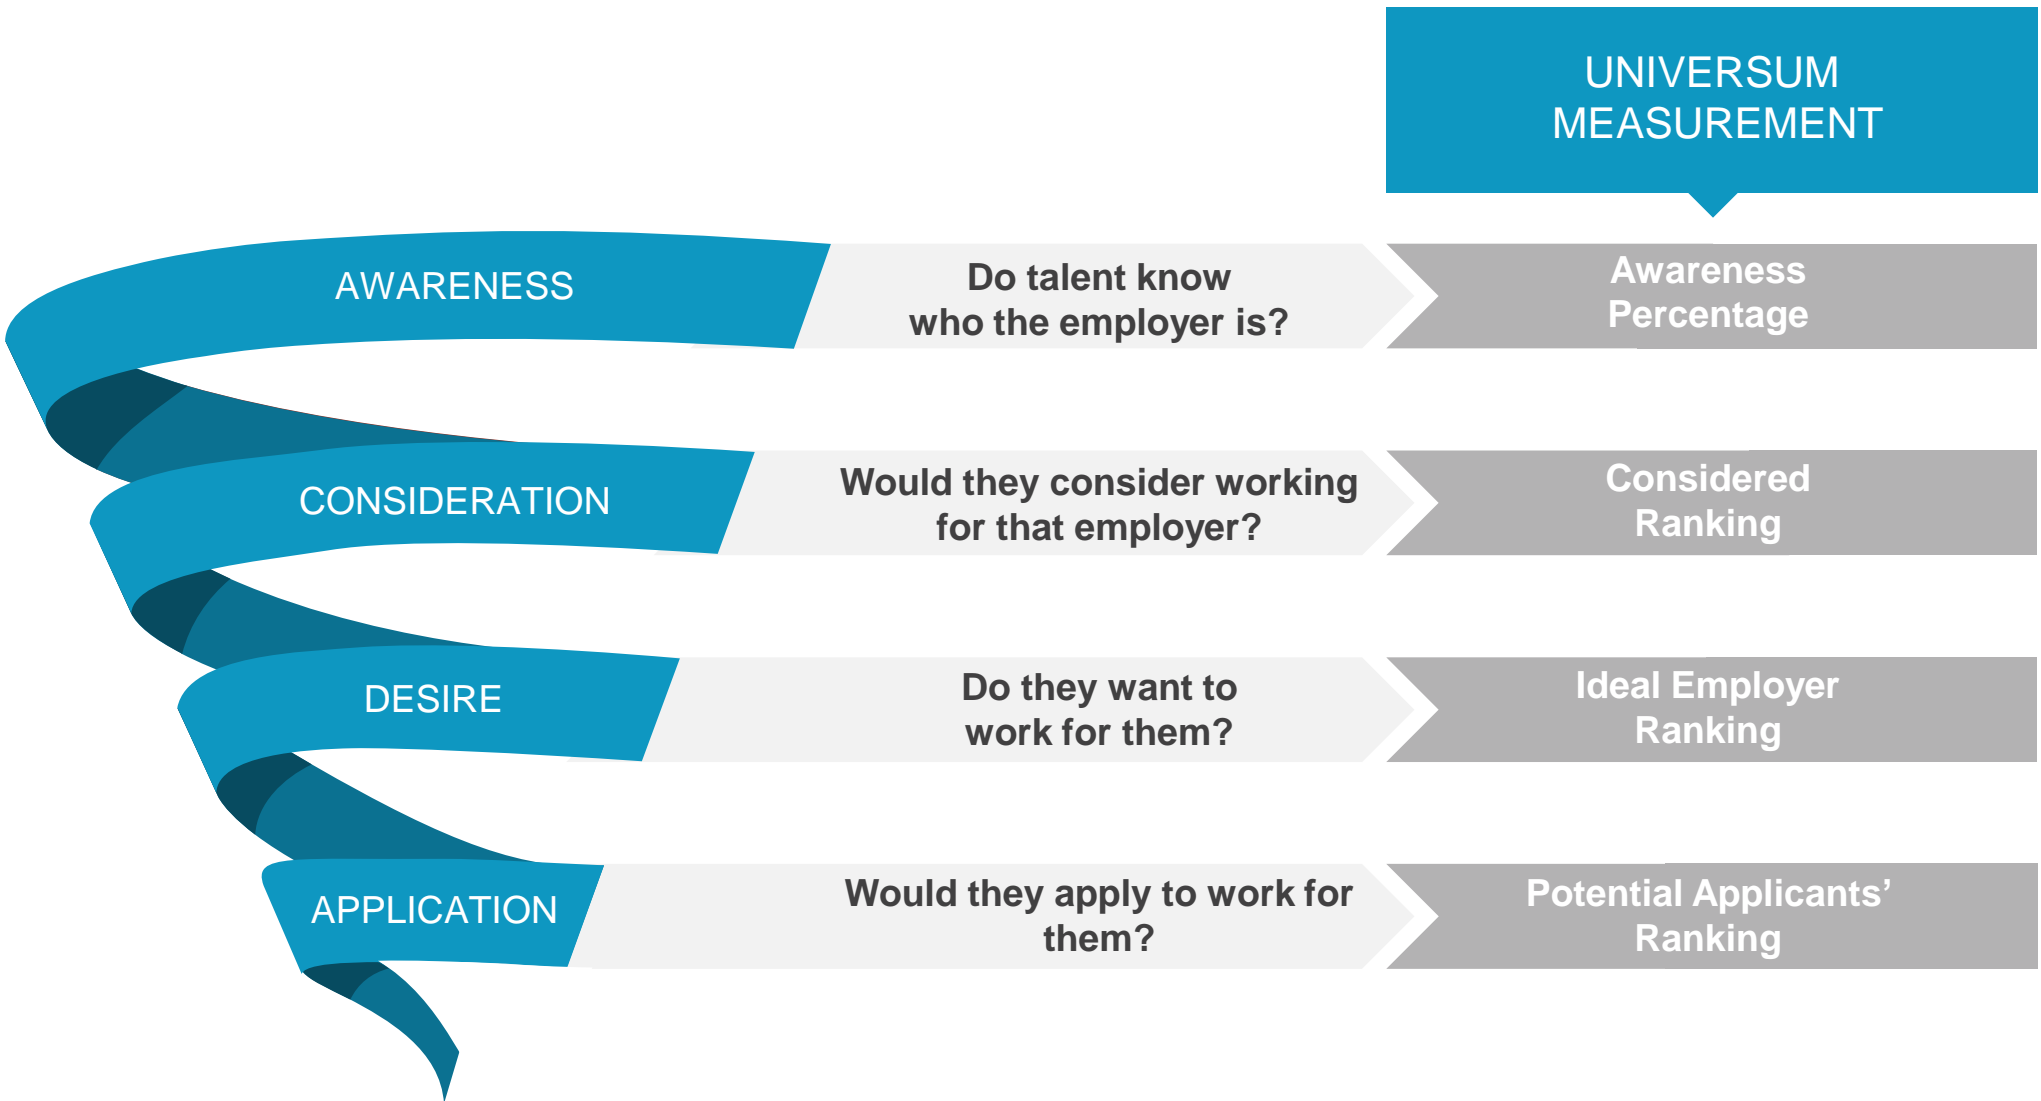 UNIVERSUM
MEASUREMENT
AWARENESS
Do talent know
who the employer is?
Awareness
Percentage
CONSIDERATION
Would they consider working
for that employer?
Considered
Ranking
DESIRE
Do they want to
work for them?
Ideal Employer
Ranking
APPLICATION
Would they apply to work for
them?
Potential Applicants’
Ranking